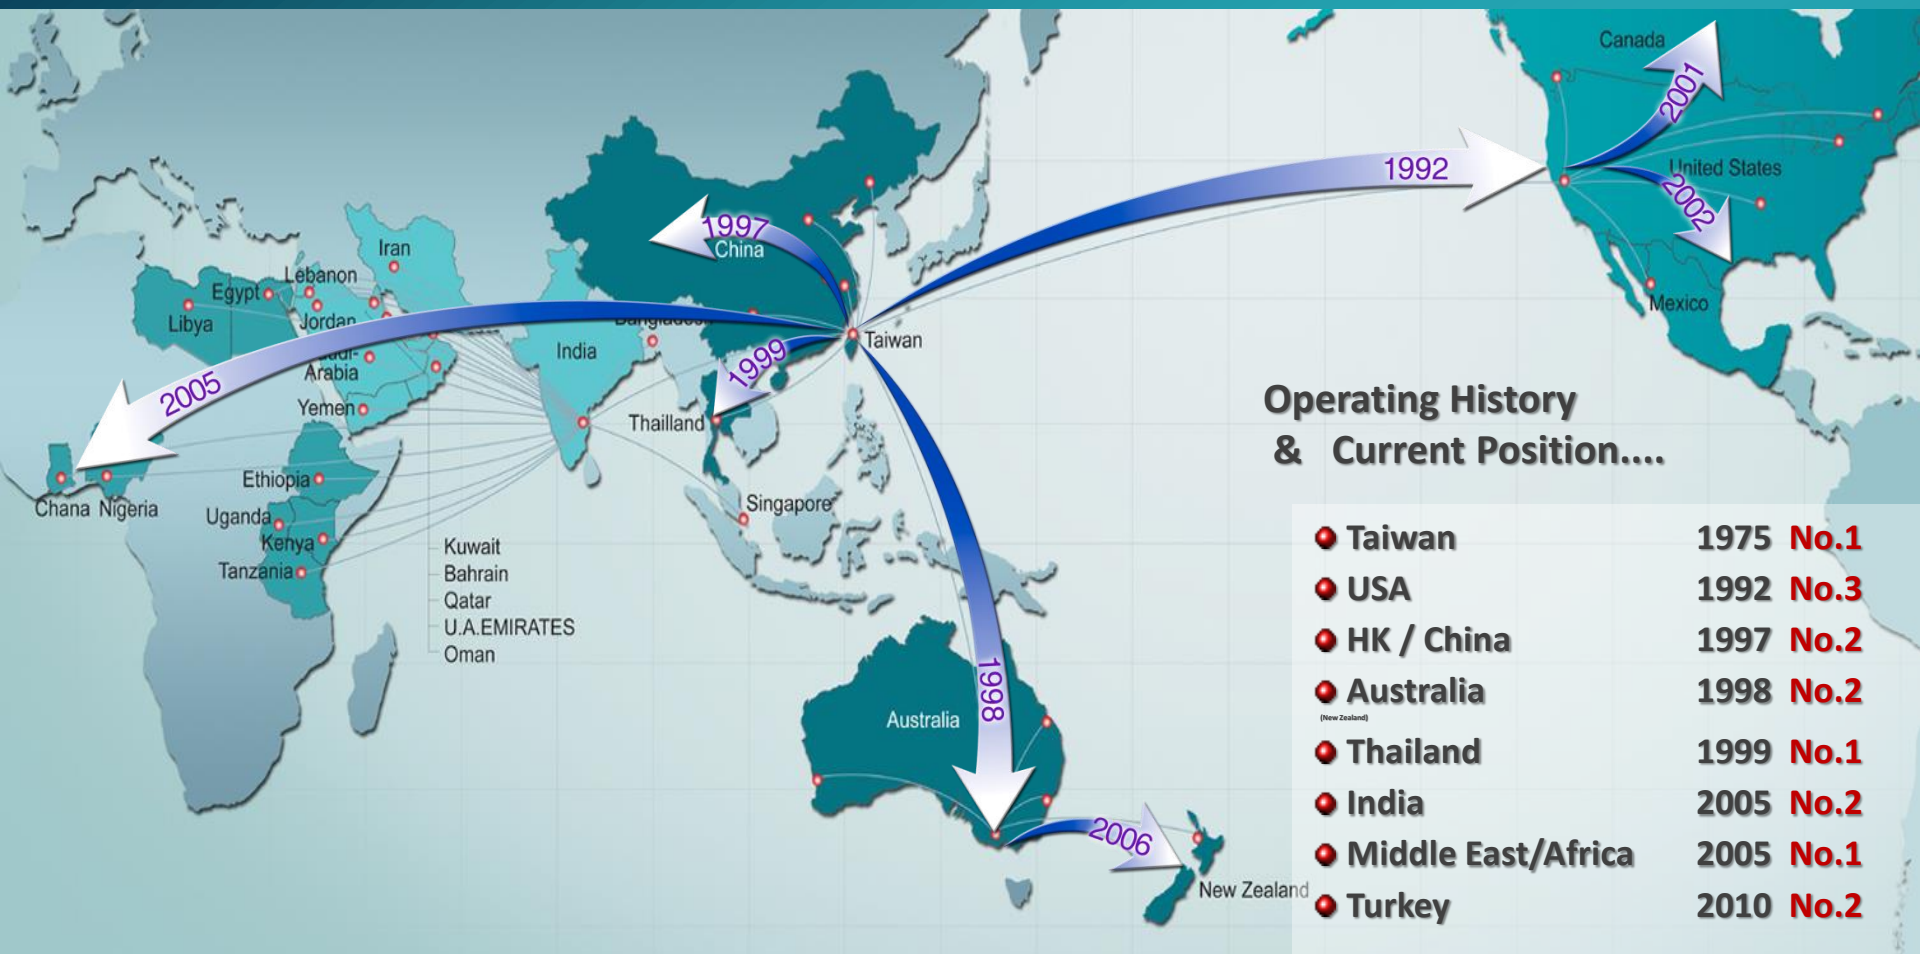 Canada
2001
1992
United States
2002
1997
China
Iran
Lebanon
Egypt
Mexico
Libya
Jordan
Taiwan
India
1999
Arabia
2005
Yemen
Thailland
Operating History
& Current Position....
Ethiopia
Singapore
Chana Nigeria
Uganda
Kenya
Tanzania
Kuwait
Bahrain
Qatar
U.A.EMIRATES
Oman
1998
Australia
2006
New Zealand
Taiwan 1975 No.1
USA 1992 No.3
HK / China 1997 No.2
Australia 1998 No.2
(New Zealand)
Thailand 1999 No.1
India 2005 No.2
Middle East/Africa 2005 No.1
Turkey 2010 No.2